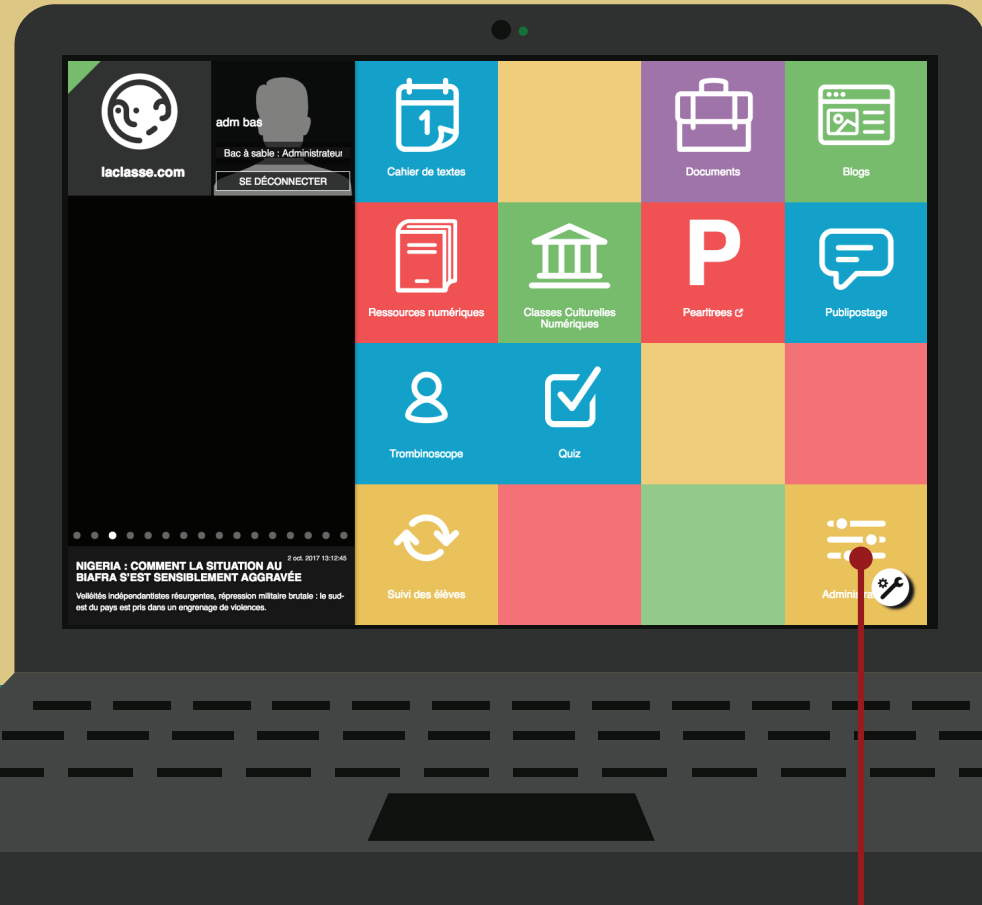 laclasse.com
adm bas
Bac à sable : Administrateur
SE DÉCONNECTER
1
Cahier de textes
Documents
Blogs
Ressources numériques
Classes Culturelles
Numériques
P
Pearltrees
Publipostage
Trombinoscope
Quiz
2 oct. 2017 13:12:45
NIGERIA : COMMENT LA SITUATION AU
BIAFRA S'EST SENSIBLEMENT AGGRAVÉE
Velléités indépendantistes résurgentes, répression militaire brutale : le sud-
est du pays est pris dans un engrenage de violences.
Suivi des élèves